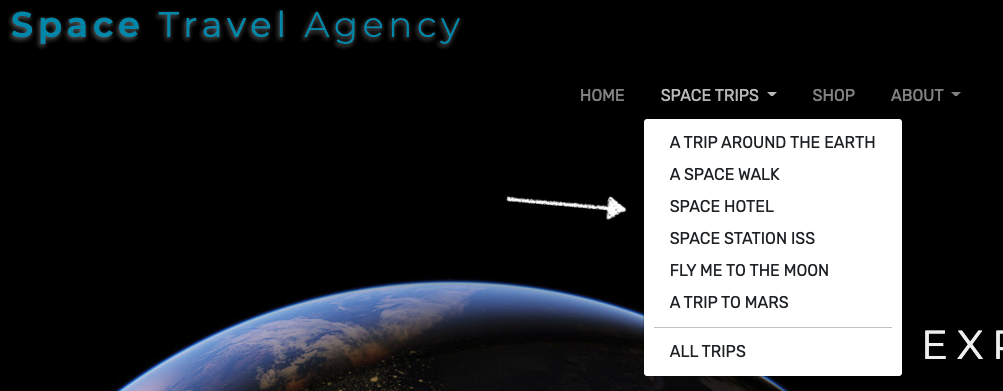 Space Travel Agency
HOME SPACE TRIPS SHOP ABOUT
A TRIP AROUND THE EARTH
A SPACE WALK
SPACE HOTEL
SPACE STATION ISS
FLY ME TO THE MOON
A TRIP TO MARS
ALL TRIPS